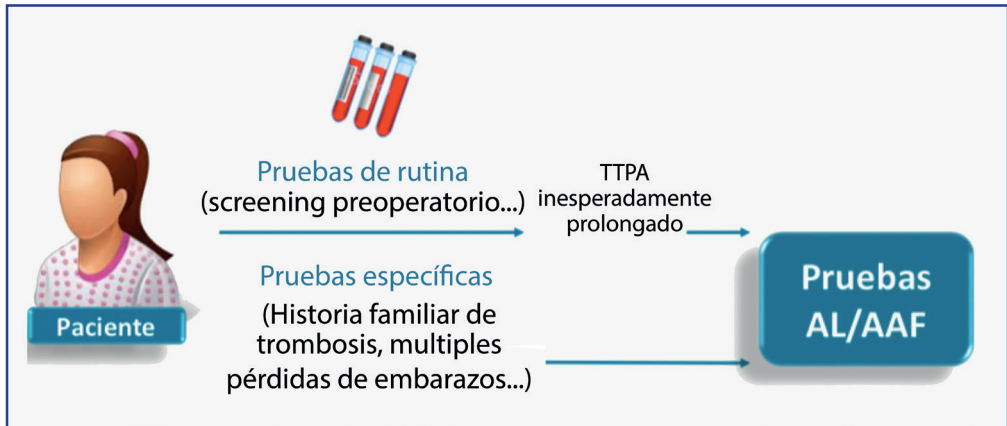 Pruebas de rutina
(screening preoperatorio...)
TTPA
inesperadamente
prolongado
Pruebas específicas
(Historia familiar de
trombosis, multiples
pérdidas de embarazos...)
Paciente
Pruebas
AL/AAF